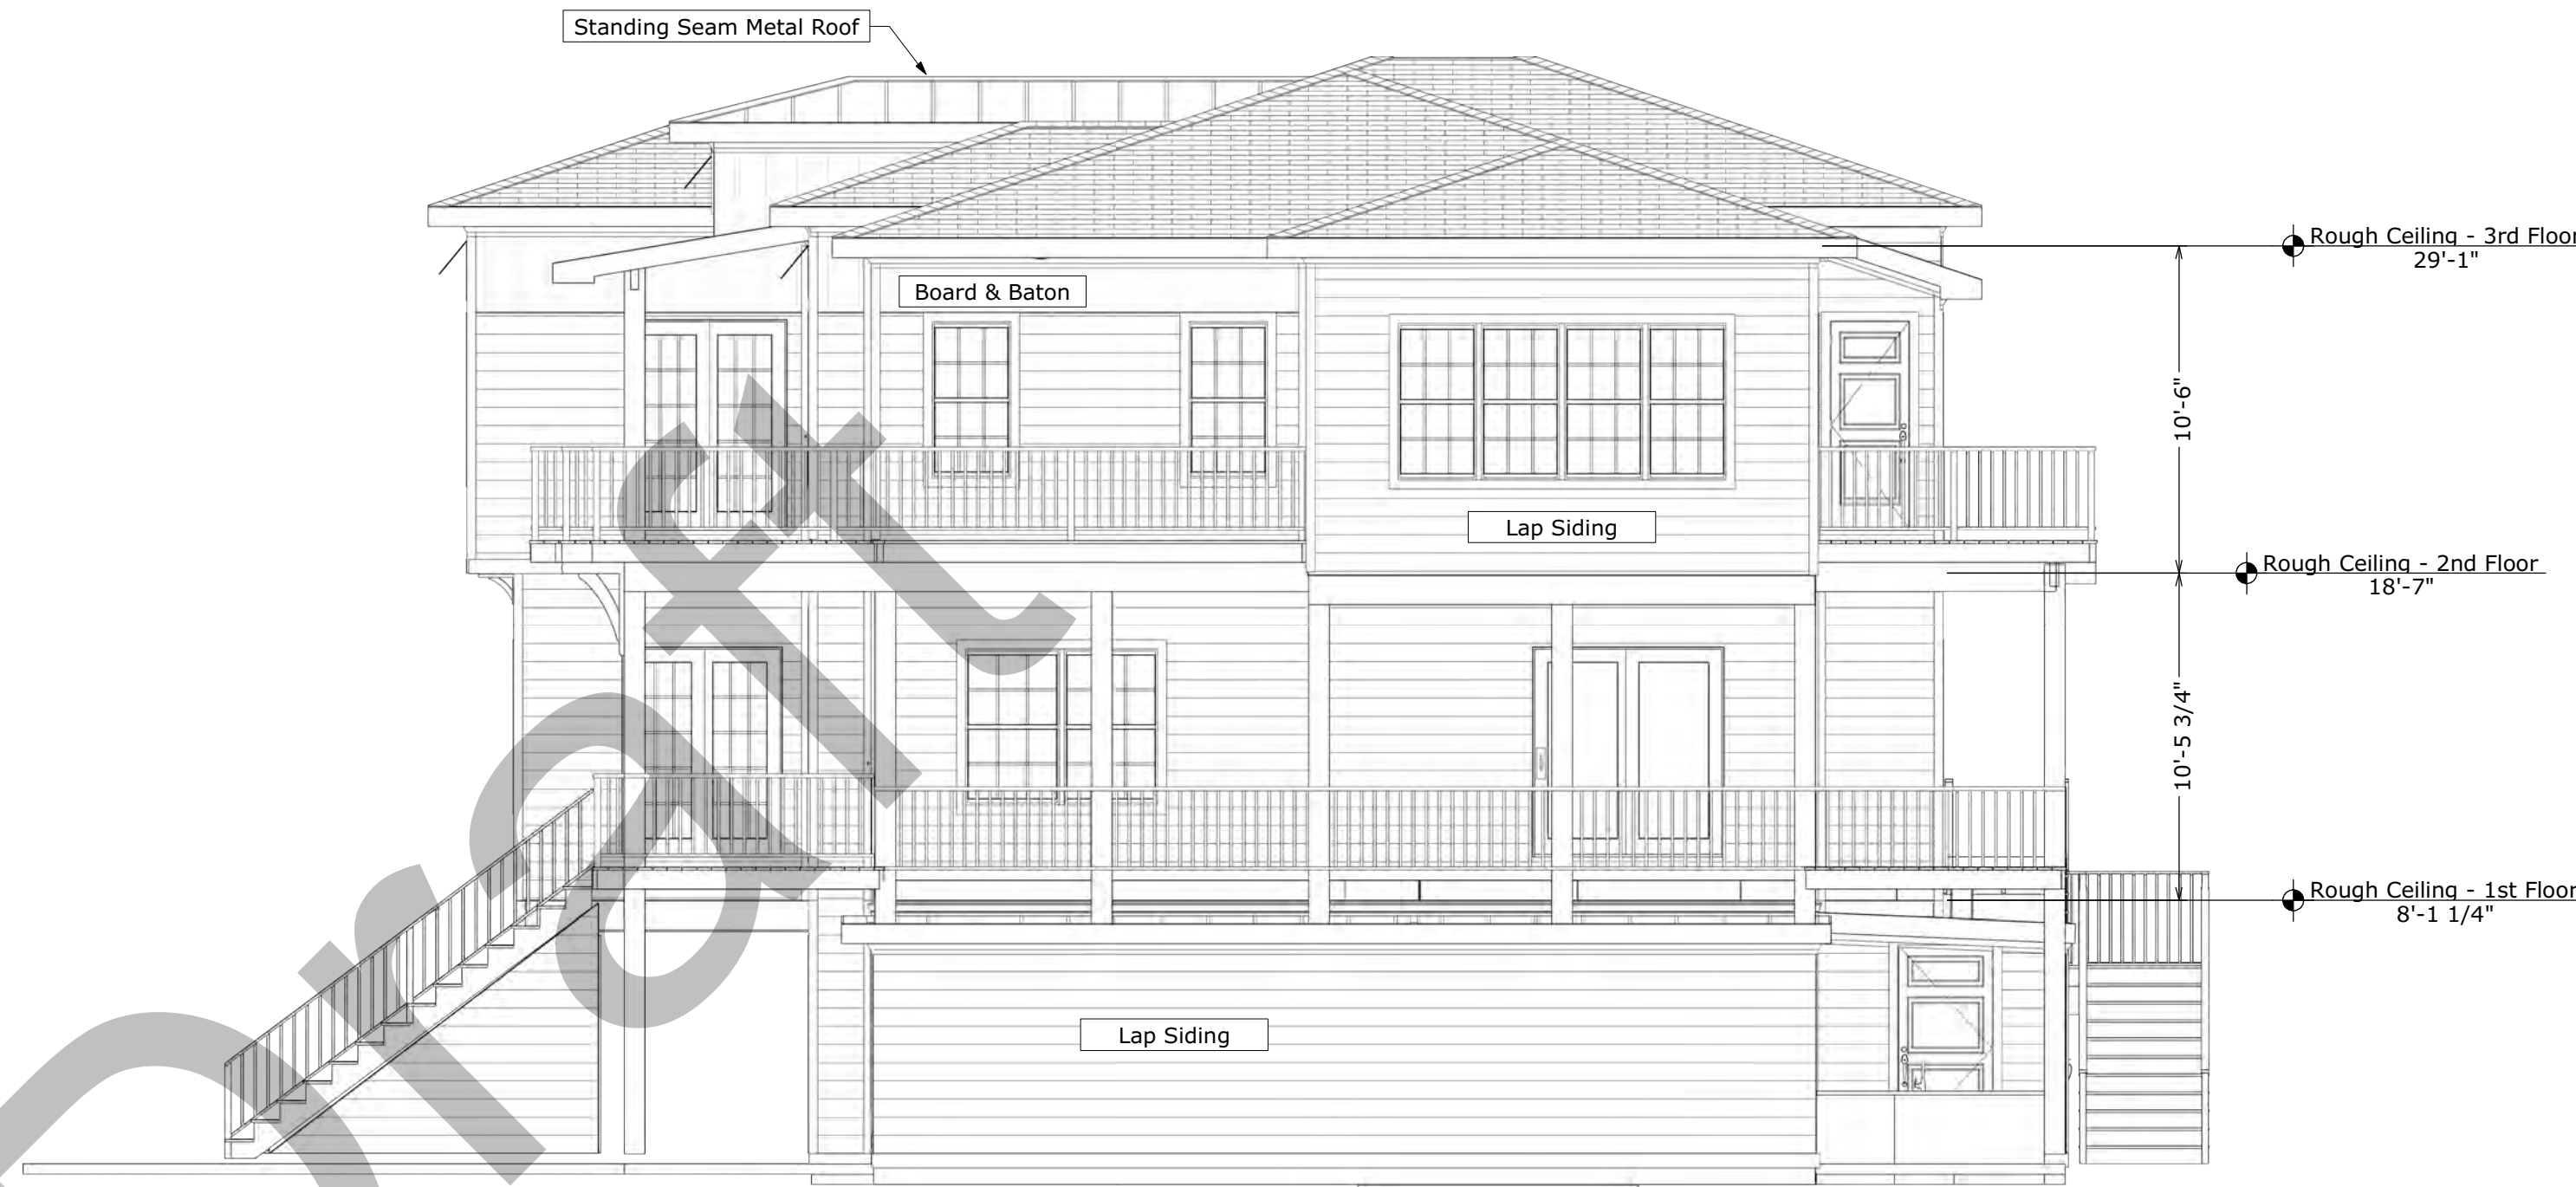 Standing Seam Metal Roof
Rough Ceiling - 3rd Floor
29'-1"
Board & Baton
10'-6"
Lap Siding
Rough Ceiling - 2nd Floor
18'-7"
10'-5 3/4"
Rough Ceiling - 1st Floor
8'-1 1/4"
Lap Siding
Draft